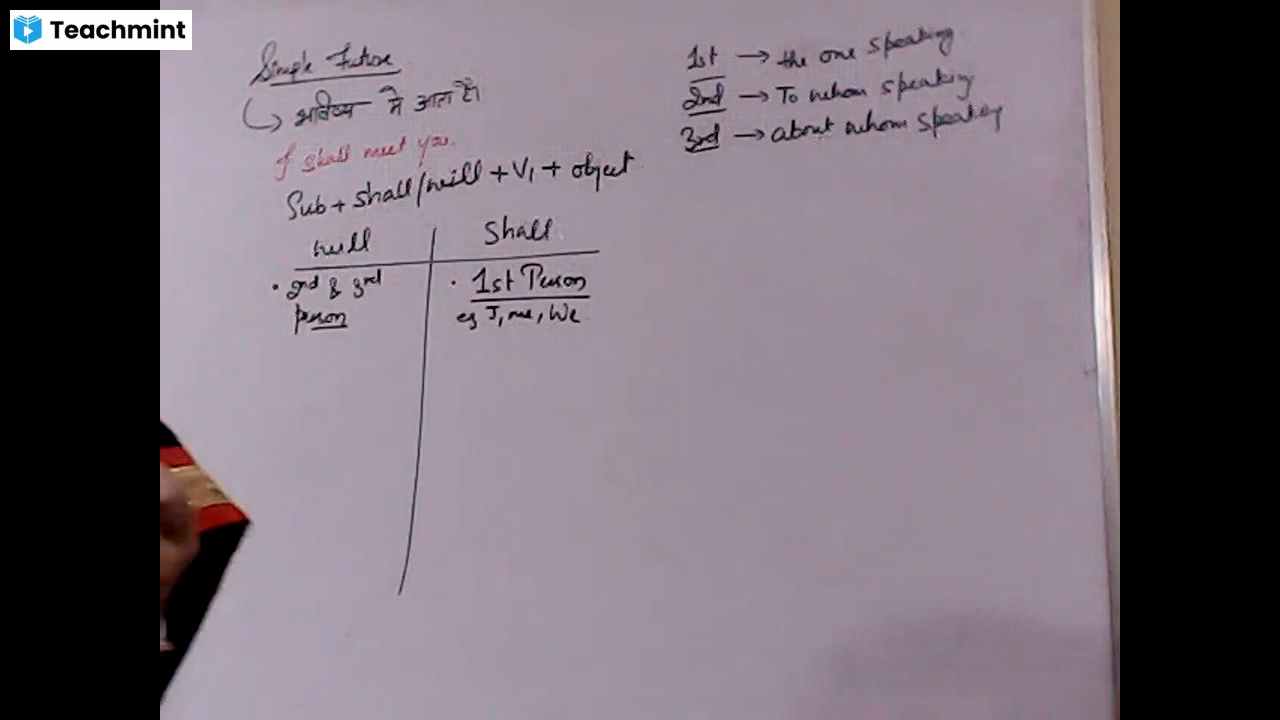 Teachmint
Simple Future
भविष्य में आता है।
I shall meet you.
Sub + shall/will + V1 + object
will
Shall
• 2nd & 3rd
person
• 1st Person
eg I, me, We
1st → the one speaking
2nd → To whom speaking
3rd → about whom speaking